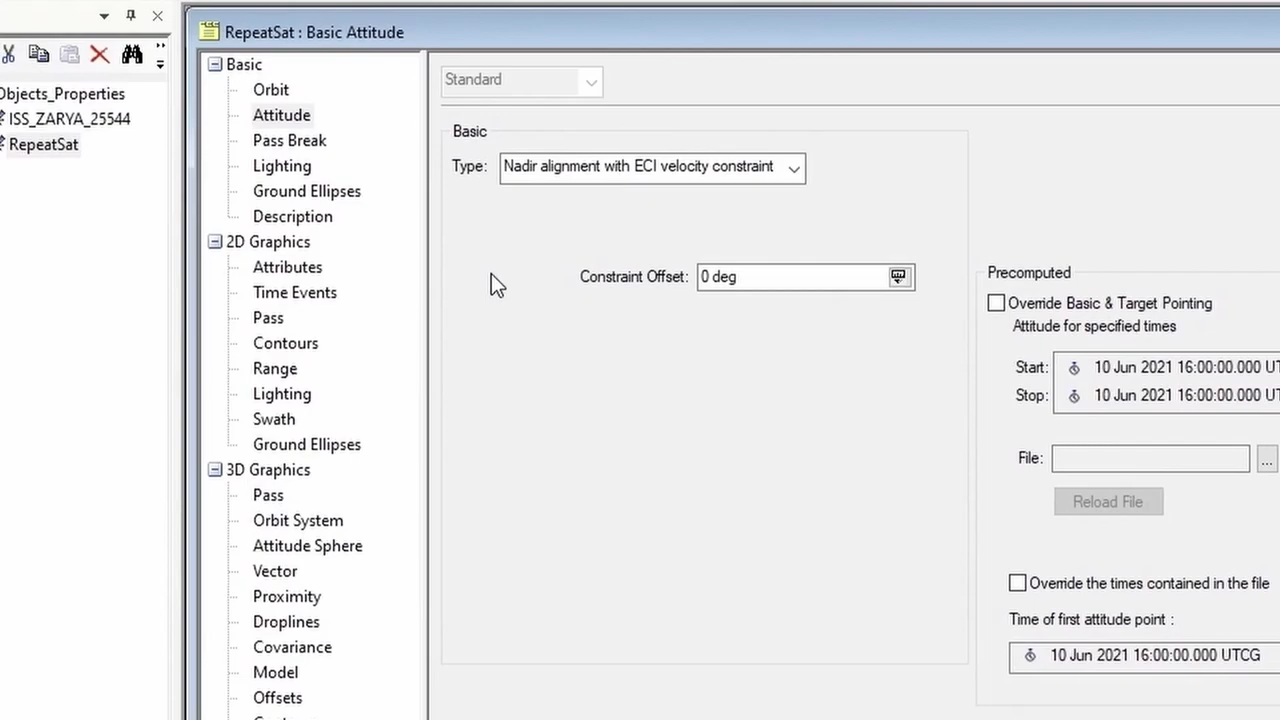 RepeatSat : Basic Attitude
Objects_Properties
ISS_ZARYA_25544
RepeatSat
Basic
Orbit
Attitude
Pass Break
Lighting
Ground Ellipses
Description
2D Graphics
Attributes
Time Events
Pass
Contours
Range
Lighting
Swath
Ground Ellipses
3D Graphics
Pass
Orbit System
Attitude Sphere
Vector
Proximity
Droplines
Covariance
Model
Offsets
Standard
Basic
Type: Nadir alignment with ECI velocity constraint
Constraint Offset: 0 deg
Precomputed
Override Basic & Target Pointing
Attitude for specified times
Start: 10 Jun 2021 16:00:00.000 UT
Stop: 10 Jun 2021 16:00:00.000 UT
File: ...
Reload File
Override the times contained in the file
Time of first attitude point :
10 Jun 2021 16:00:00.000 UTCG